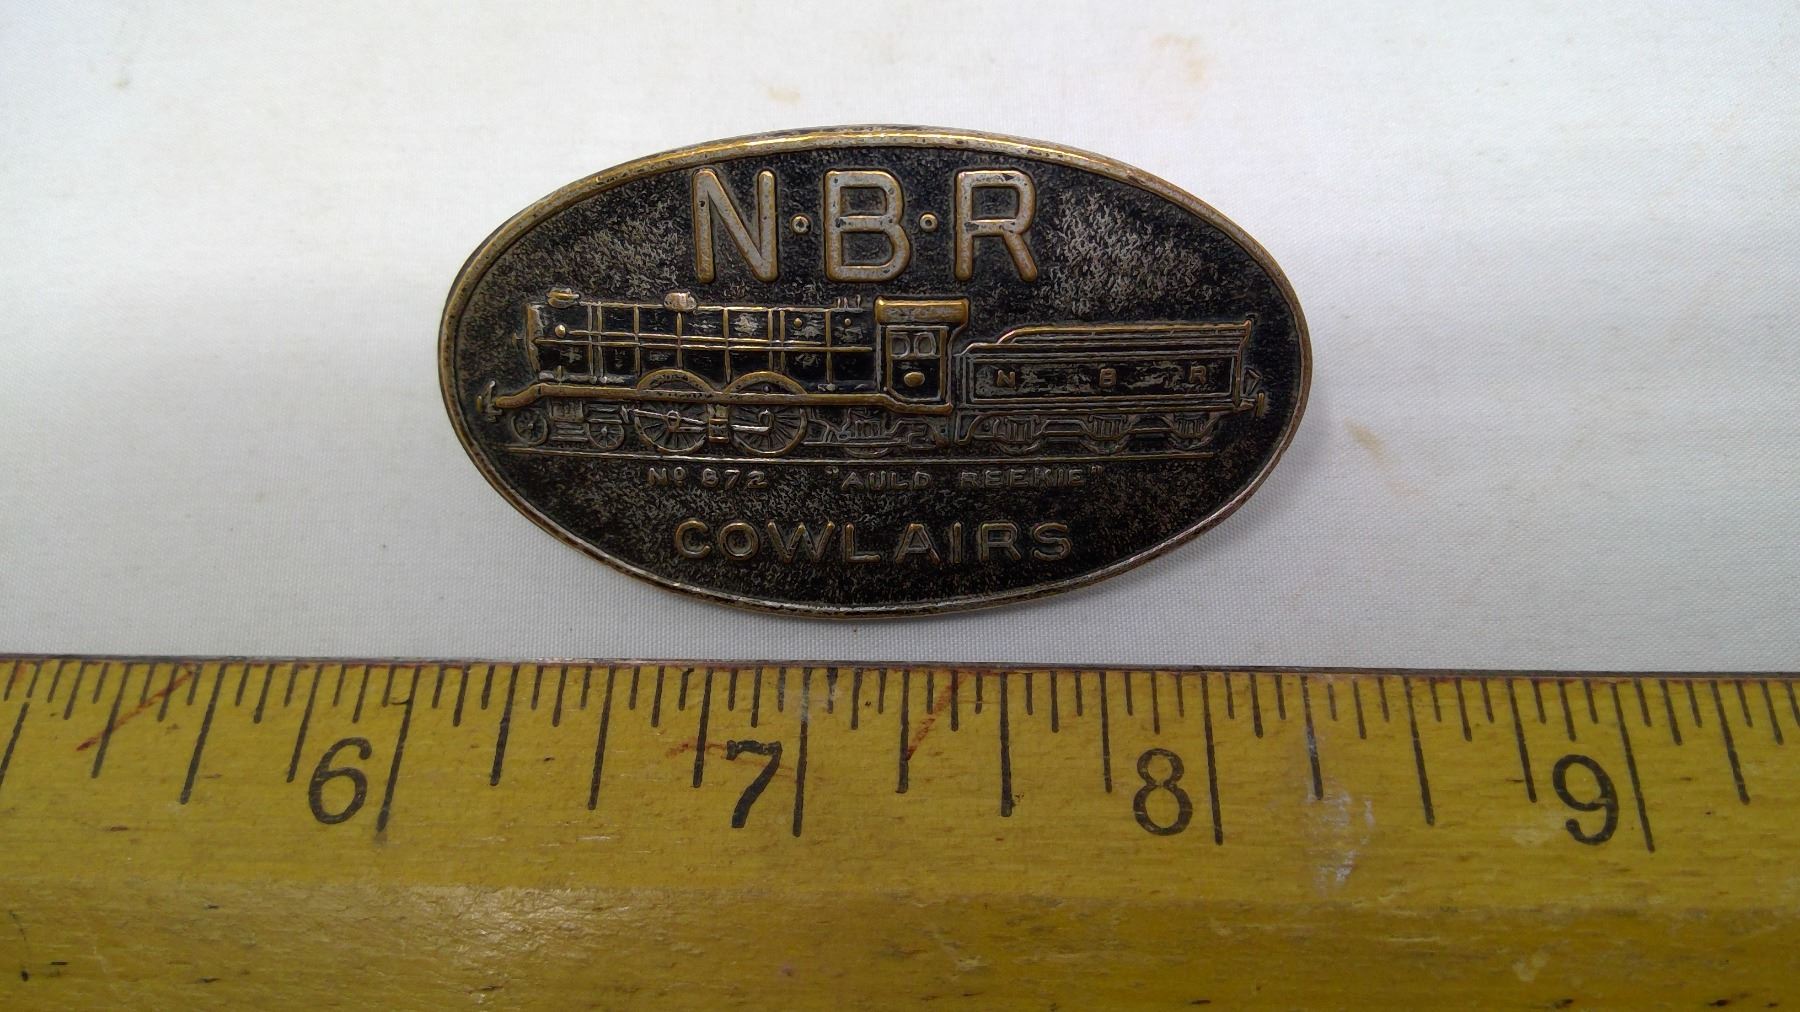 N·B·R
N B R
No 872 "AULD REEKIE"
COWLAIRS
6 7 8 9